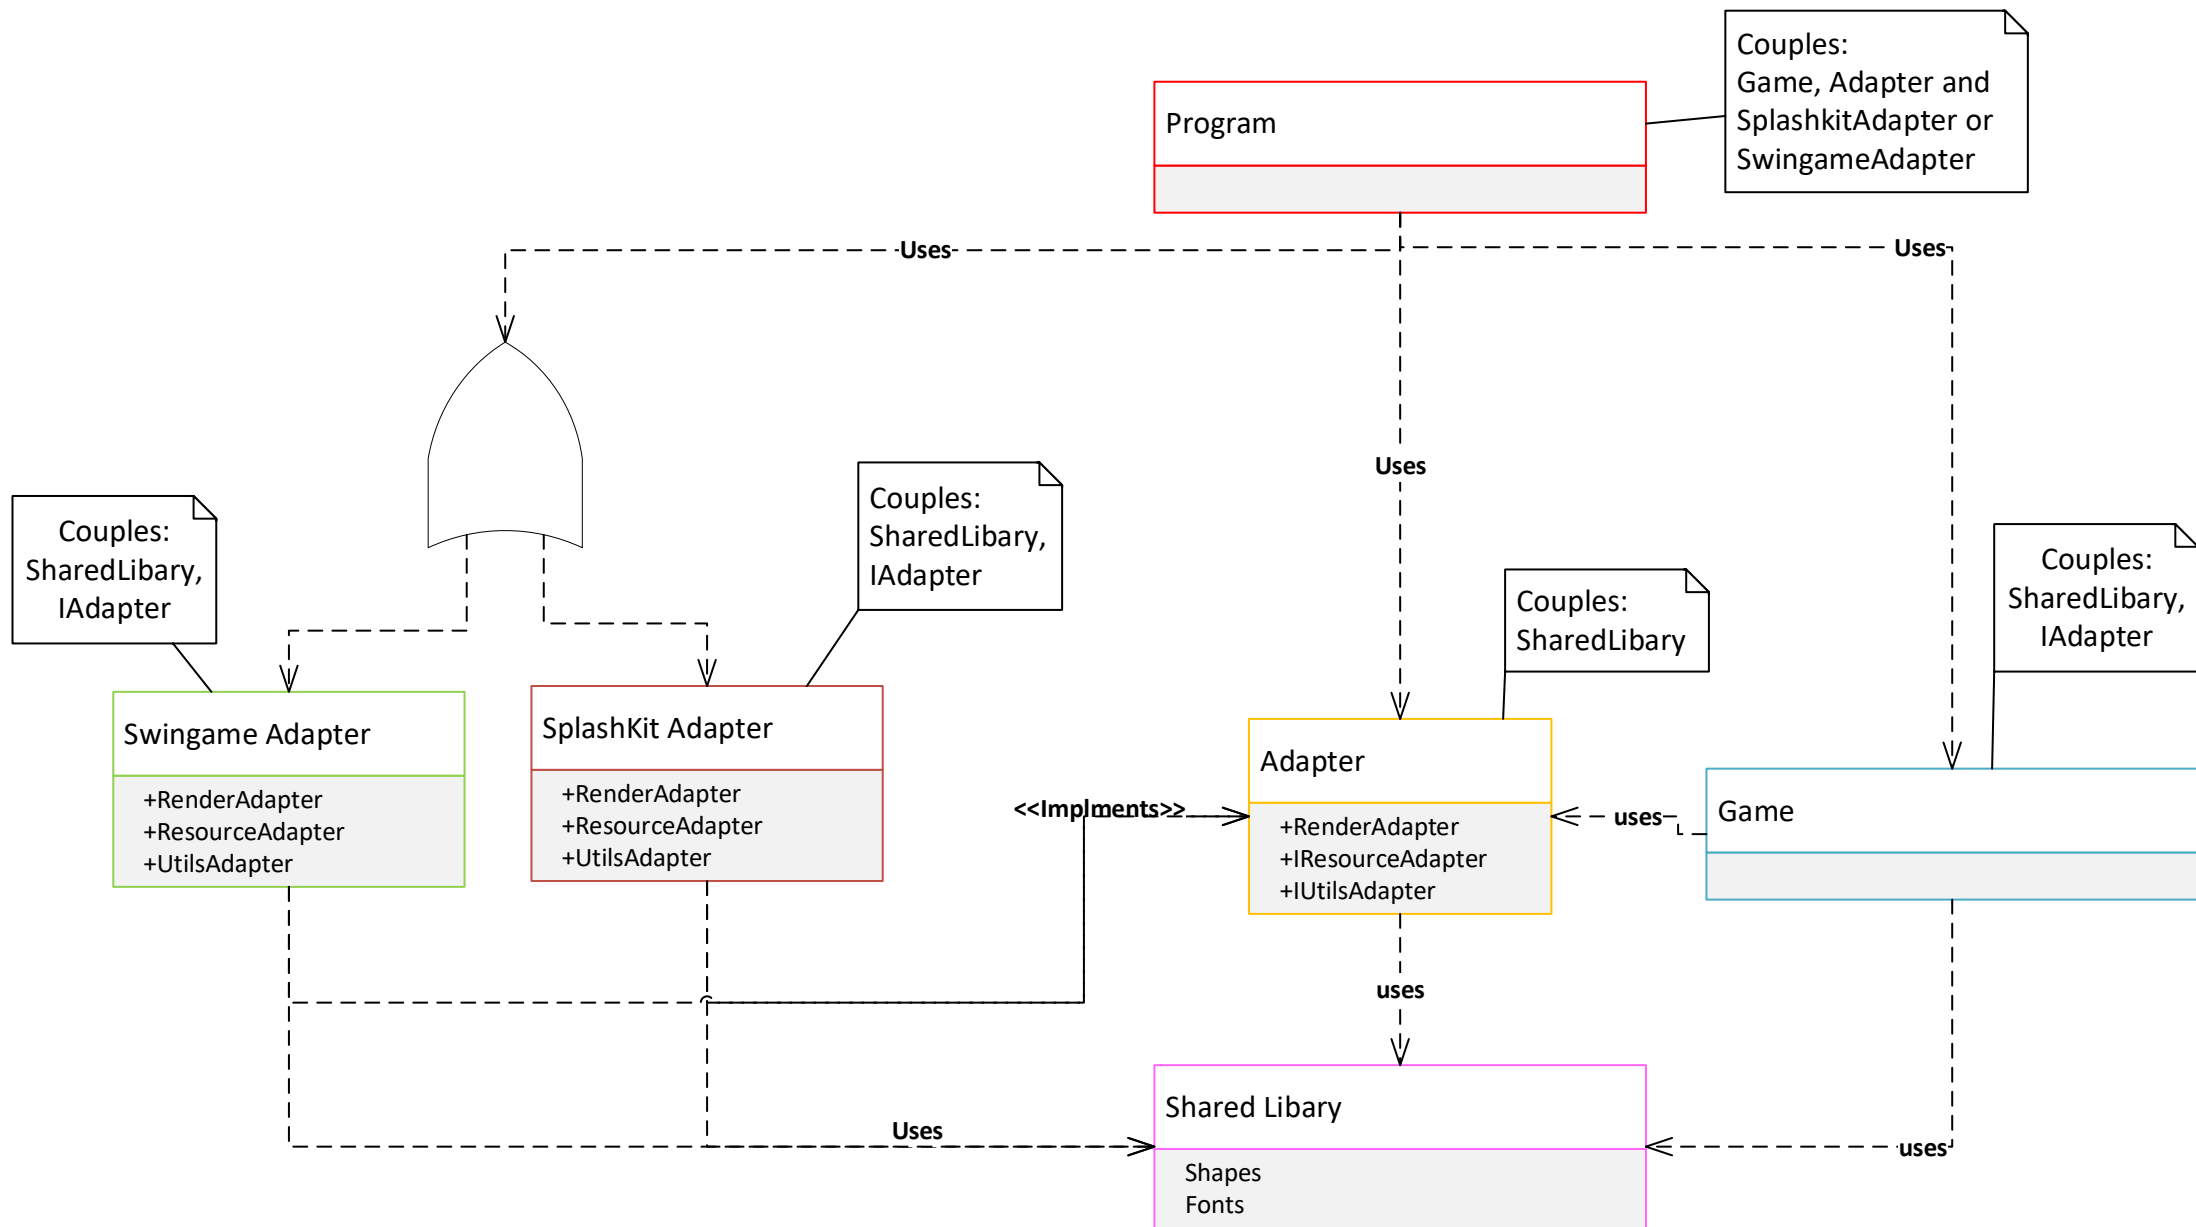 Couples:
Game, Adapter and
SplashkitAdapter or
SwingameAdapter
Program
Uses
Uses
Uses
Couples:
SharedLibary,
IAdapter
Couples:
SharedLibary,
IAdapter
Couples:
SharedLibary
Couples:
SharedLibary,
IAdapter
Swingame Adapter
+RenderAdapter
+ResourceAdapter
+UtilsAdapter
SplashKit Adapter
+RenderAdapter
+ResourceAdapter
+UtilsAdapter
<<Implments>>
Adapter
+RenderAdapter
+IResourceAdapter
+IUtilsAdapter
uses
Game
uses
Uses
Shared Libary
Shapes
Fonts
uses